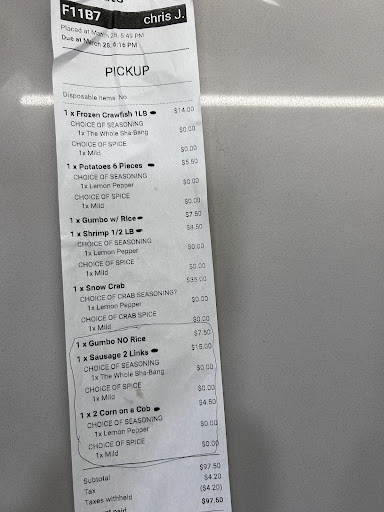 F11B7 chris J.
Placed at March 28, 5:49 PM
Due at March 28, 6:16 PM
PICKUP
Disposable items: No
1 x Frozen Crawfish 1LB $14.00
CHOICE OF SEASONING
1x The Whole Sha-Bang $0.00
CHOICE OF SPICE
1x Mild $0.00
1 x Potatoes 6 Pieces $5.50
CHOICE OF SEASONING
1x Lemon Pepper $0.00
CHOICE OF SPICE
1x Mild $0.00
1 x Gumbo w/ Rice $7.50
1 x Shrimp 1/2 LB $8.50
CHOICE OF SEASONING
1x Lemon Pepper $0.00
CHOICE OF SPICE
1x Mild $0.00
1 x Snow Crab $35.00
CHOICE OF CRAB SEASONING?
1x Lemon Pepper $0.00
CHOICE OF CRAB SPICE
1x Mild $0.00
1 x Gumbo NO Rice $7.50
1 x Sausage 2 Links $15.00
CHOICE OF SEASONING
1x The Whole Sha-Bang $0.00
CHOICE OF SPICE
1x Mild $0.00
1 x 2 Corn on a Cob $4.50
CHOICE OF SEASONING
1x Lemon Pepper $0.00
CHOICE OF SPICE
1x Mild $0.00
Subtotal $97.50
Tax $4.20
Taxes withheld ($4.20)
paid $97.50